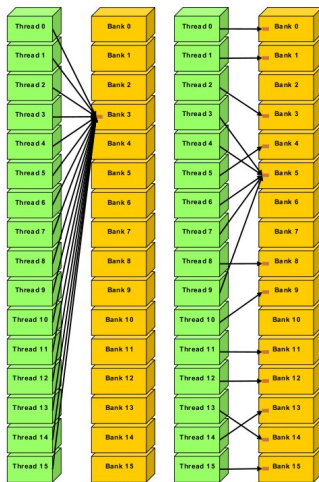 Thread 0 Bank 0 Thread 0 Bank 0
Thread 1 Bank 1 Thread 1 Bank 1
Thread 2 Bank 2 Thread 2 Bank 2
Thread 3 Bank 3 Thread 3 Bank 3
Thread 4 Bank 4 Thread 4 Bank 4
Thread 5 Bank 5 Thread 5 Bank 5
Thread 6 Bank 6 Thread 6 Bank 6
Thread 7 Bank 7 Thread 7 Bank 7
Thread 8 Bank 8 Thread 8 Bank 8
Thread 9 Bank 9 Thread 9 Bank 9
Thread 10 Bank 10 Thread 10 Bank 10
Thread 11 Bank 11 Thread 11 Bank 11
Thread 12 Bank 12 Thread 12 Bank 12
Thread 13 Bank 13 Thread 13 Bank 13
Thread 14 Bank 14 Thread 14 Bank 14
Thread 15 Bank 15 Thread 15 Bank 15